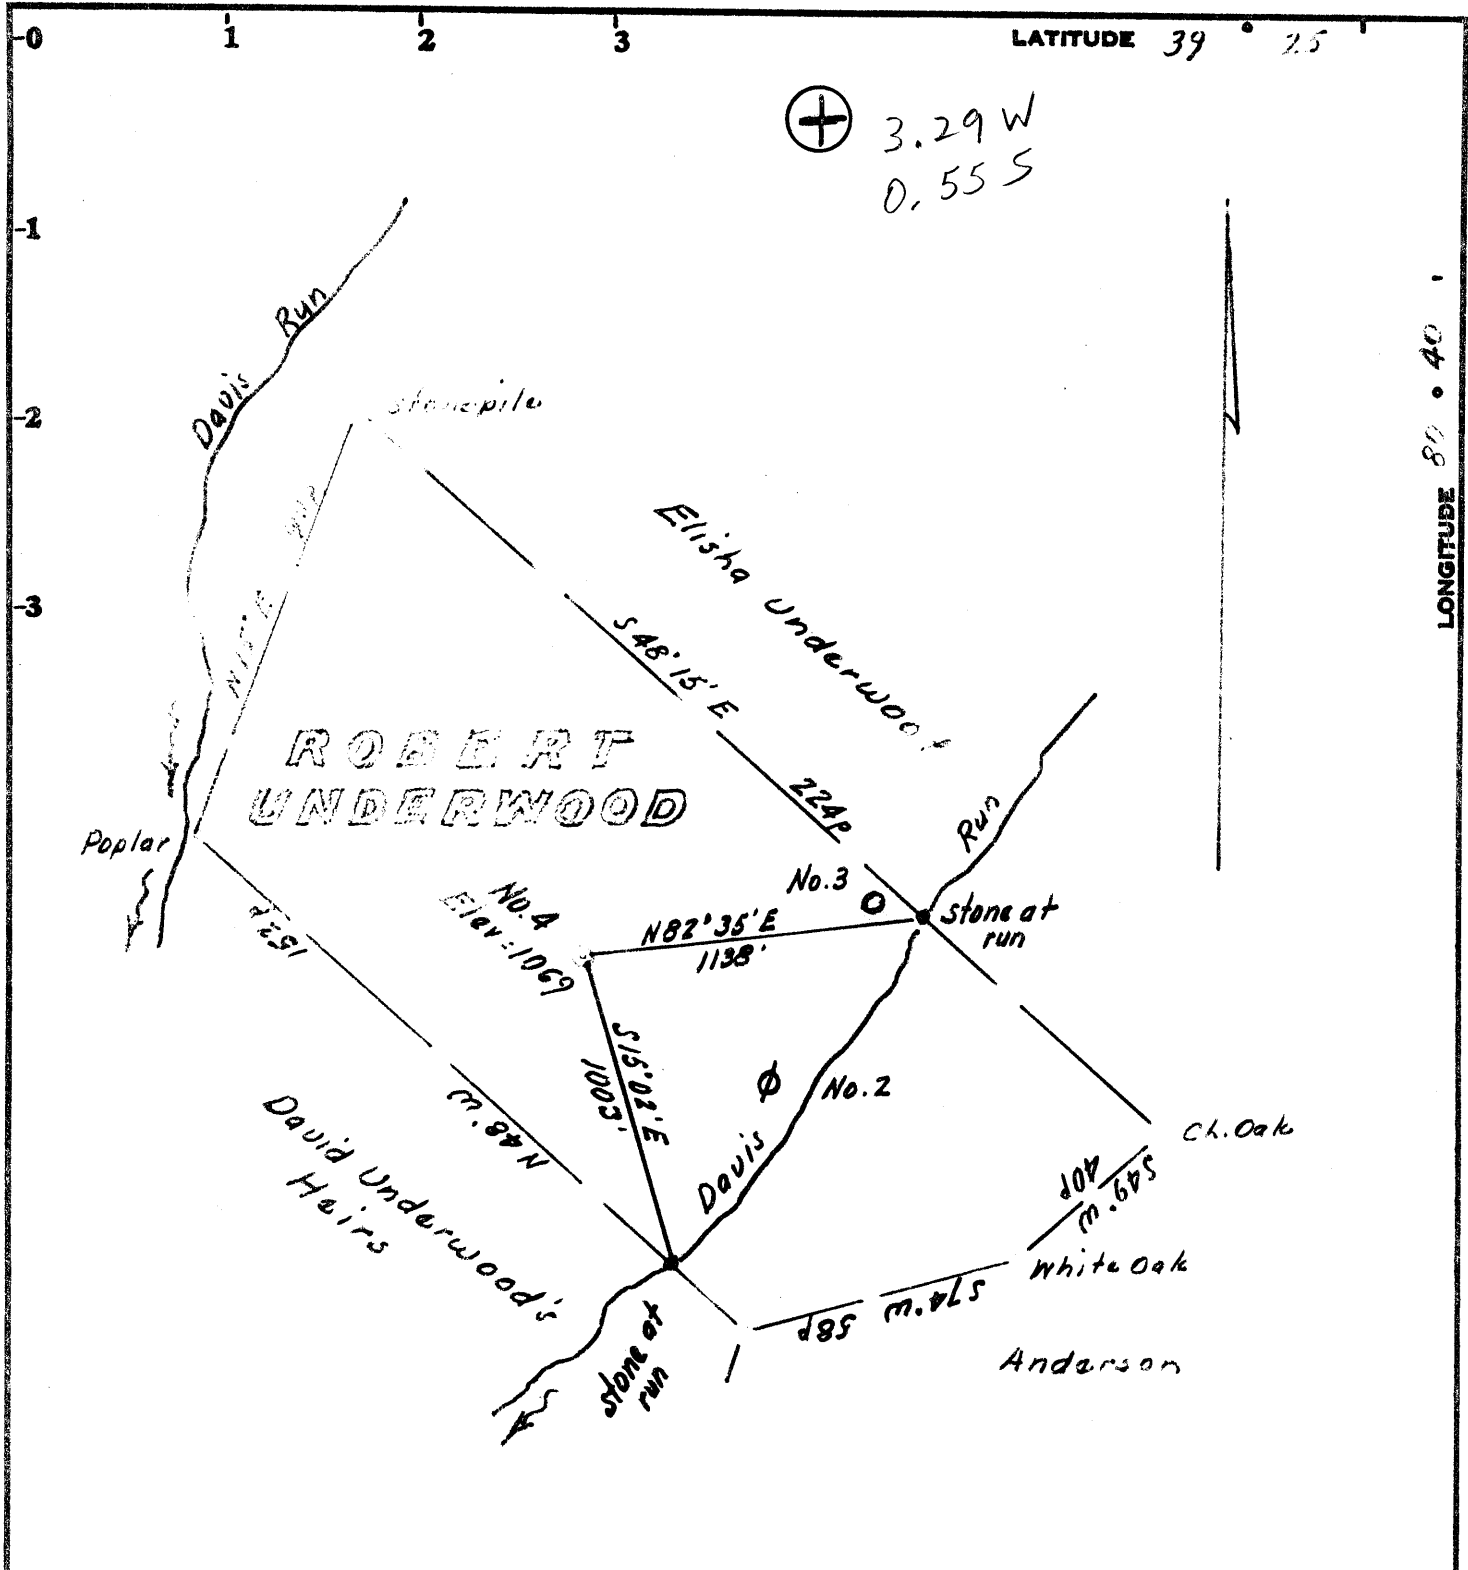 0 1 2 3 LATITUDE 39 ° 25 '
3.29 W
0.55 S
-1
-2
-3
LONGITUDE 80 ° 40 '
Davis Run
stonepile
N15°E
Elisha Underwood
S48°15'E
224P
ROBERT
UNDERWOOD
Poplar
152P
N48°W
No.4
Elev=1069
No.3
N82°35'E
1138'
Run
stone at
run
S15°02'E
1003'
No.2
Davis
David Underwood's
Heirs
Ch. Oak
S49°W
40P
White Oak
S74°W
58P
Anderson
stone at
run